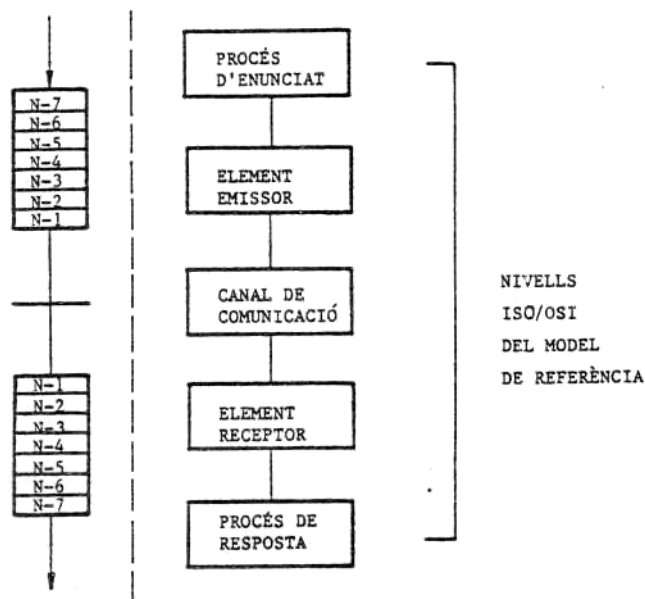 N-7
N-6
N-5
N-4
N-3
N-2
N-1
N-1
N-2
N-3
N-4
N-5
N-6
N-7
PROCÉS
D'ENUNCIAT
ELEMENT
EMISSOR
CANAL DE
COMUNICACIÓ
ELEMENT
RECEPTOR
PROCÉS DE
RESPOSTA
NIVELLS
ISO/OSI
DEL MODEL
DE REFERÈNCIA